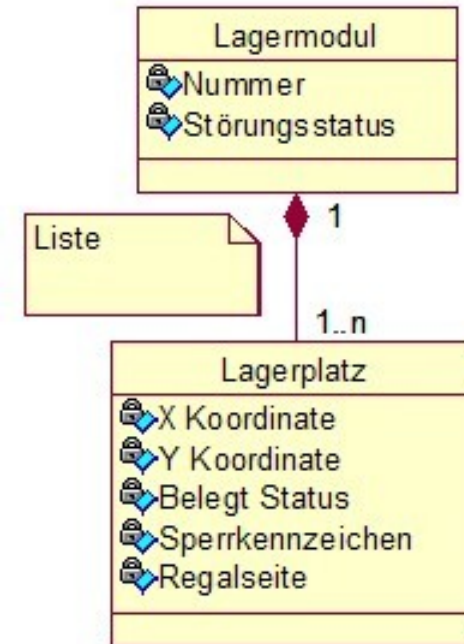 Lagermodul
Nummer
Störungsstatus
Liste
1
1..n
Lagerplatz
X Koordinate
Y Koordinate
Belegt Status
Sperrkennzeichen
Regalseite